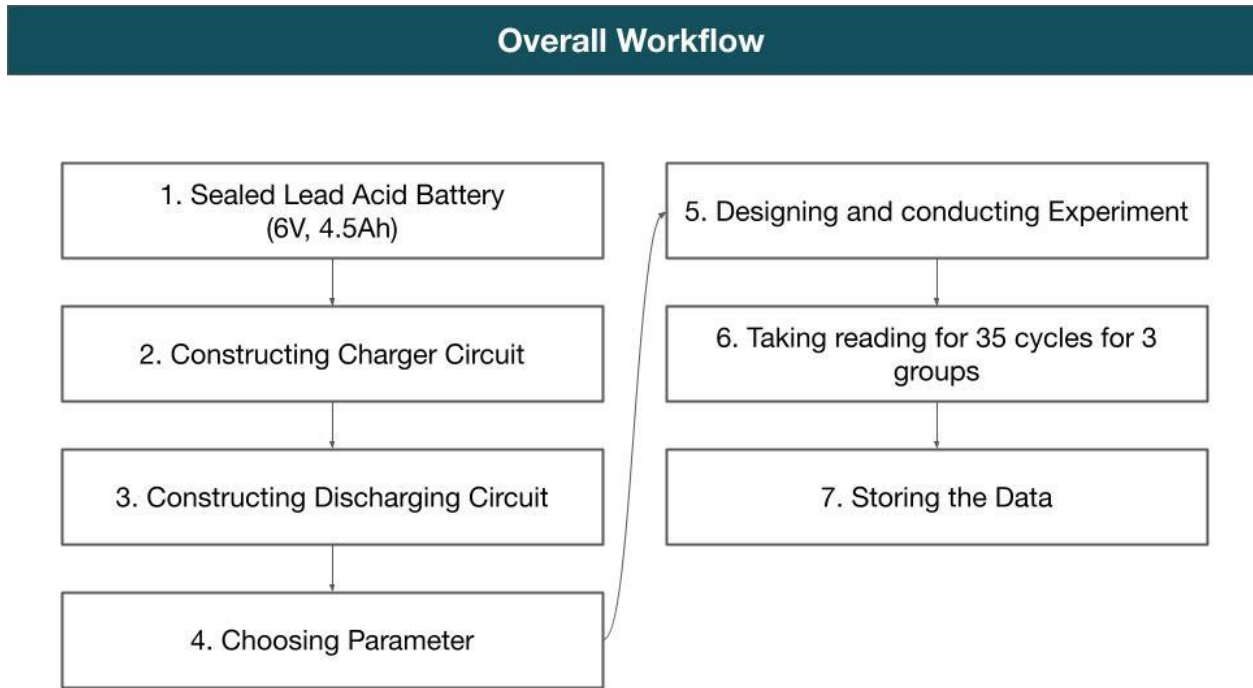 Overall Workflow
1. Sealed Lead Acid Battery
(6V, 4.5Ah)
2. Constructing Charger Circuit
3. Constructing Discharging Circuit
4. Choosing Parameter
5. Designing and conducting Experiment
6. Taking reading for 35 cycles for 3
groups
7. Storing the Data